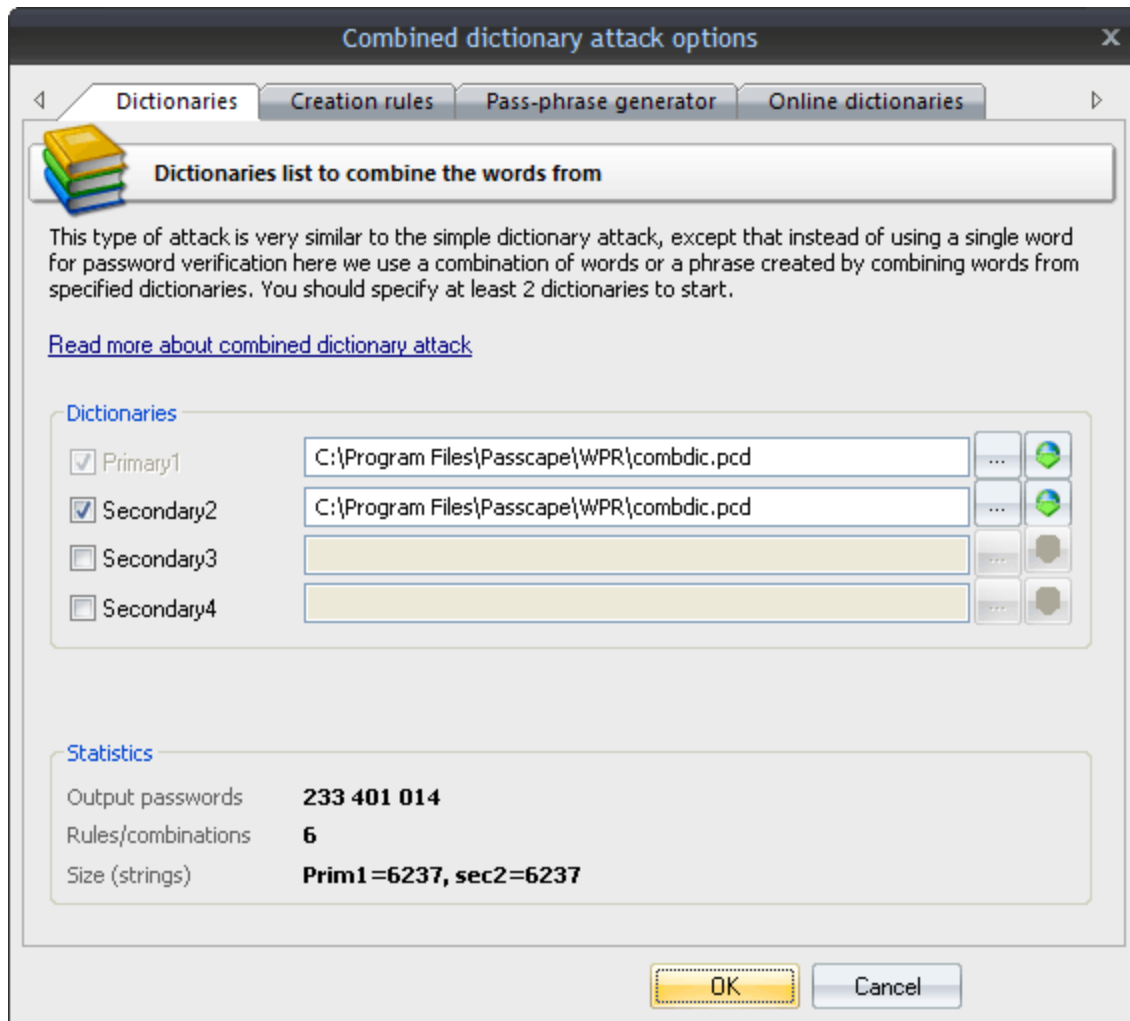 Combined dictionary attack options
Dictionaries
Creation rules
Pass-phrase generator
Online dictionaries
Dictionaries list to combine the words from
This type of attack is very similar to the simple dictionary attack, except that instead of using a single word
for password verification here we use a combination of words or a phrase created by combining words from
specified dictionaries. You should specify at least 2 dictionaries to start.
Read more about combined dictionary attack
Dictionaries
Primary1 C:\Program Files\Passcape\WPR\combdic.pcd ...
Secondary2 C:\Program Files\Passcape\WPR\combdic.pcd ...
Secondary3 ...
Secondary4 ...
Statistics
Output passwords 233 401 014
Rules/combinations 6
Size (strings) Prim1=6237, sec2=6237
OK Cancel